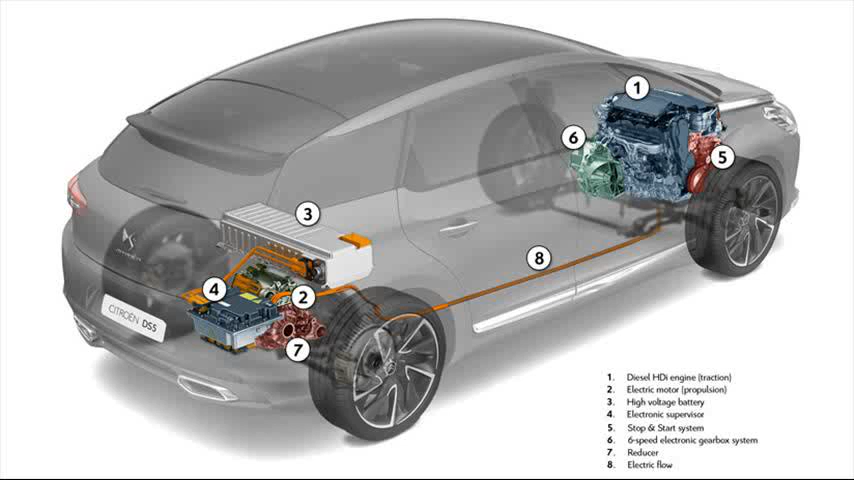 1
6
5
3
8
4
2
7
CITROËN DS5
1. Diesel HDi engine (traction)
2. Electric motor (propulsion)
3. High voltage battery
4. Electronic supervisor
5. Stop & Start system
6. 6-speed electronic gearbox system
7. Reducer
8. Electric flow